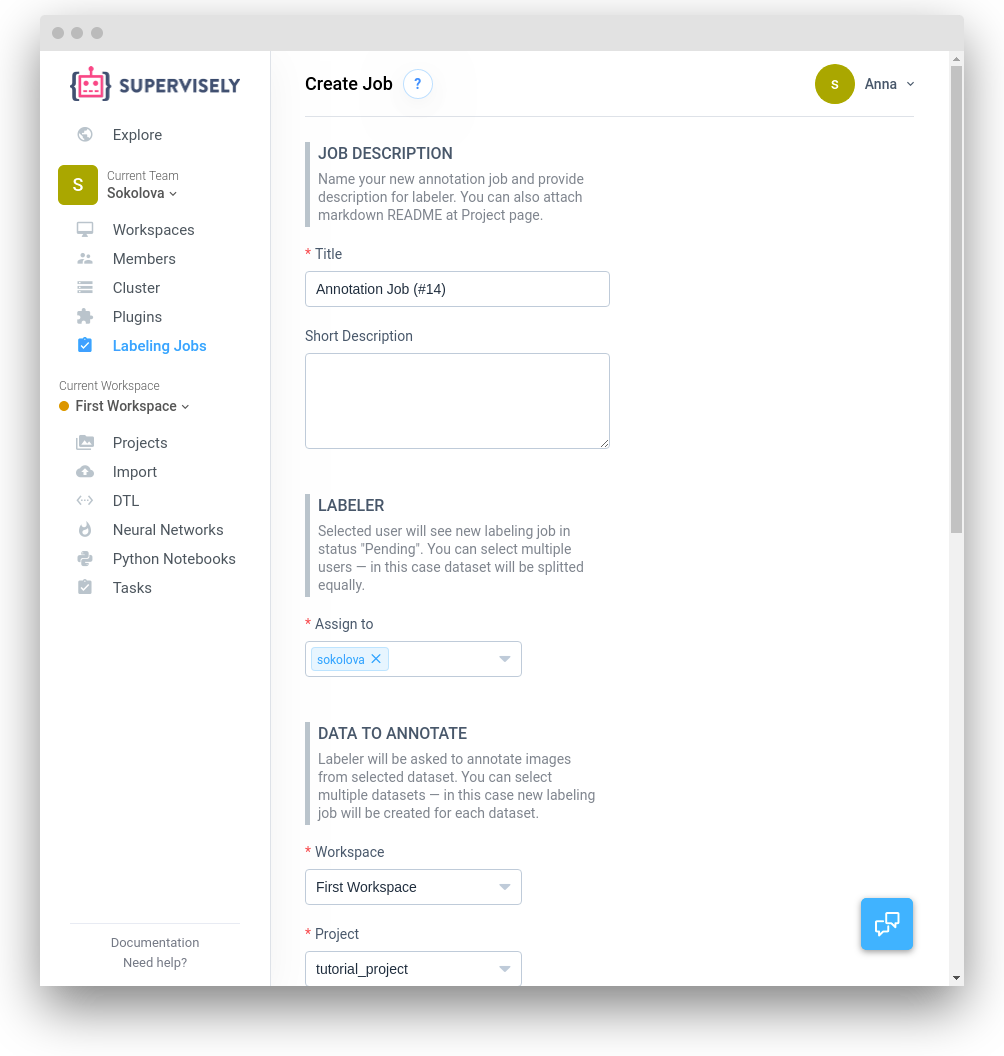 SUPERVISELY
Explore
S
Current Team
Sokolova
Workspaces
Members
Cluster
Plugins
Labeling Jobs
Current Workspace
First Workspace
Projects
Import
DTL
Neural Networks
Python Notebooks
Tasks
Documentation
Need help?
Create Job ?
S Anna
JOB DESCRIPTION
Name your new annotation job and provide
description for labeler. You can also attach
markdown README at Project page.
* Title
Annotation Job (#14)
Short Description
LABELER
Selected user will see new labeling job in
status "Pending". You can select multiple
users — in this case dataset will be splitted
equally.
* Assign to
sokolova
DATA TO ANNOTATE
Labeler will be asked to annotate images
from selected dataset. You can select
multiple datasets — in this case new labeling
job will be created for each dataset.
* Workspace
First Workspace
* Project
tutorial_project